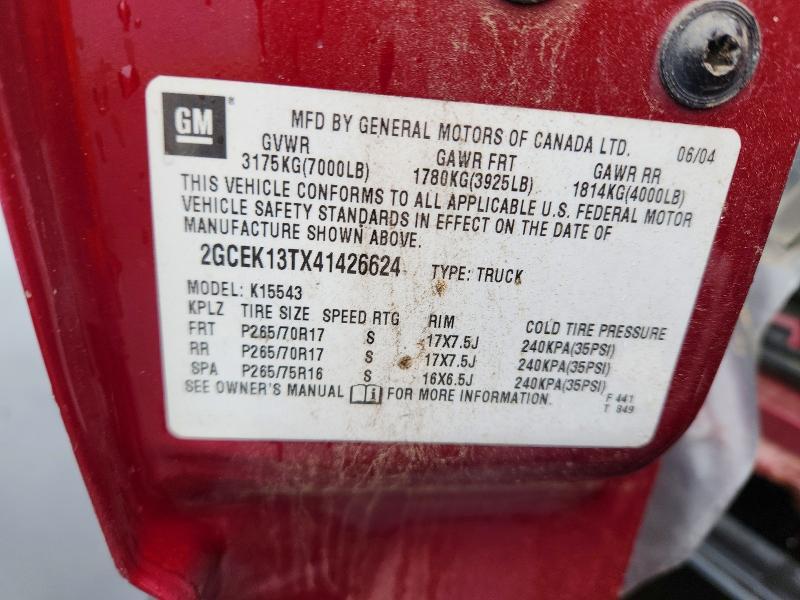 GM ® MFD BY GENERAL MOTORS OF CANADA LTD. 06/04
GVWR GAWR FRT GAWR RR
3175KG(7000LB) 1780KG(3925LB) 1814KG(4000LB)
THIS VEHICLE CONFORMS TO ALL APPLICABLE U.S. FEDERAL MOTOR
VEHICLE SAFETY STANDARDS IN EFFECT ON THE DATE OF
MANUFACTURE SHOWN ABOVE.
2GCEK13TX41426624 TYPE: TRUCK
MODEL: K15543
KPLZ TIRE SIZE SPEED RTG RIM COLD TIRE PRESSURE
FRT P265/70R17 S 17X7.5J 240KPA(35PSI)
RR P265/70R17 S 17X7.5J 240KPA(35PSI)
SPA P265/75R16 S 16X6.5J 240KPA(35PSI)
SEE OWNER'S MANUAL i FOR MORE INFORMATION. F 441
T 849